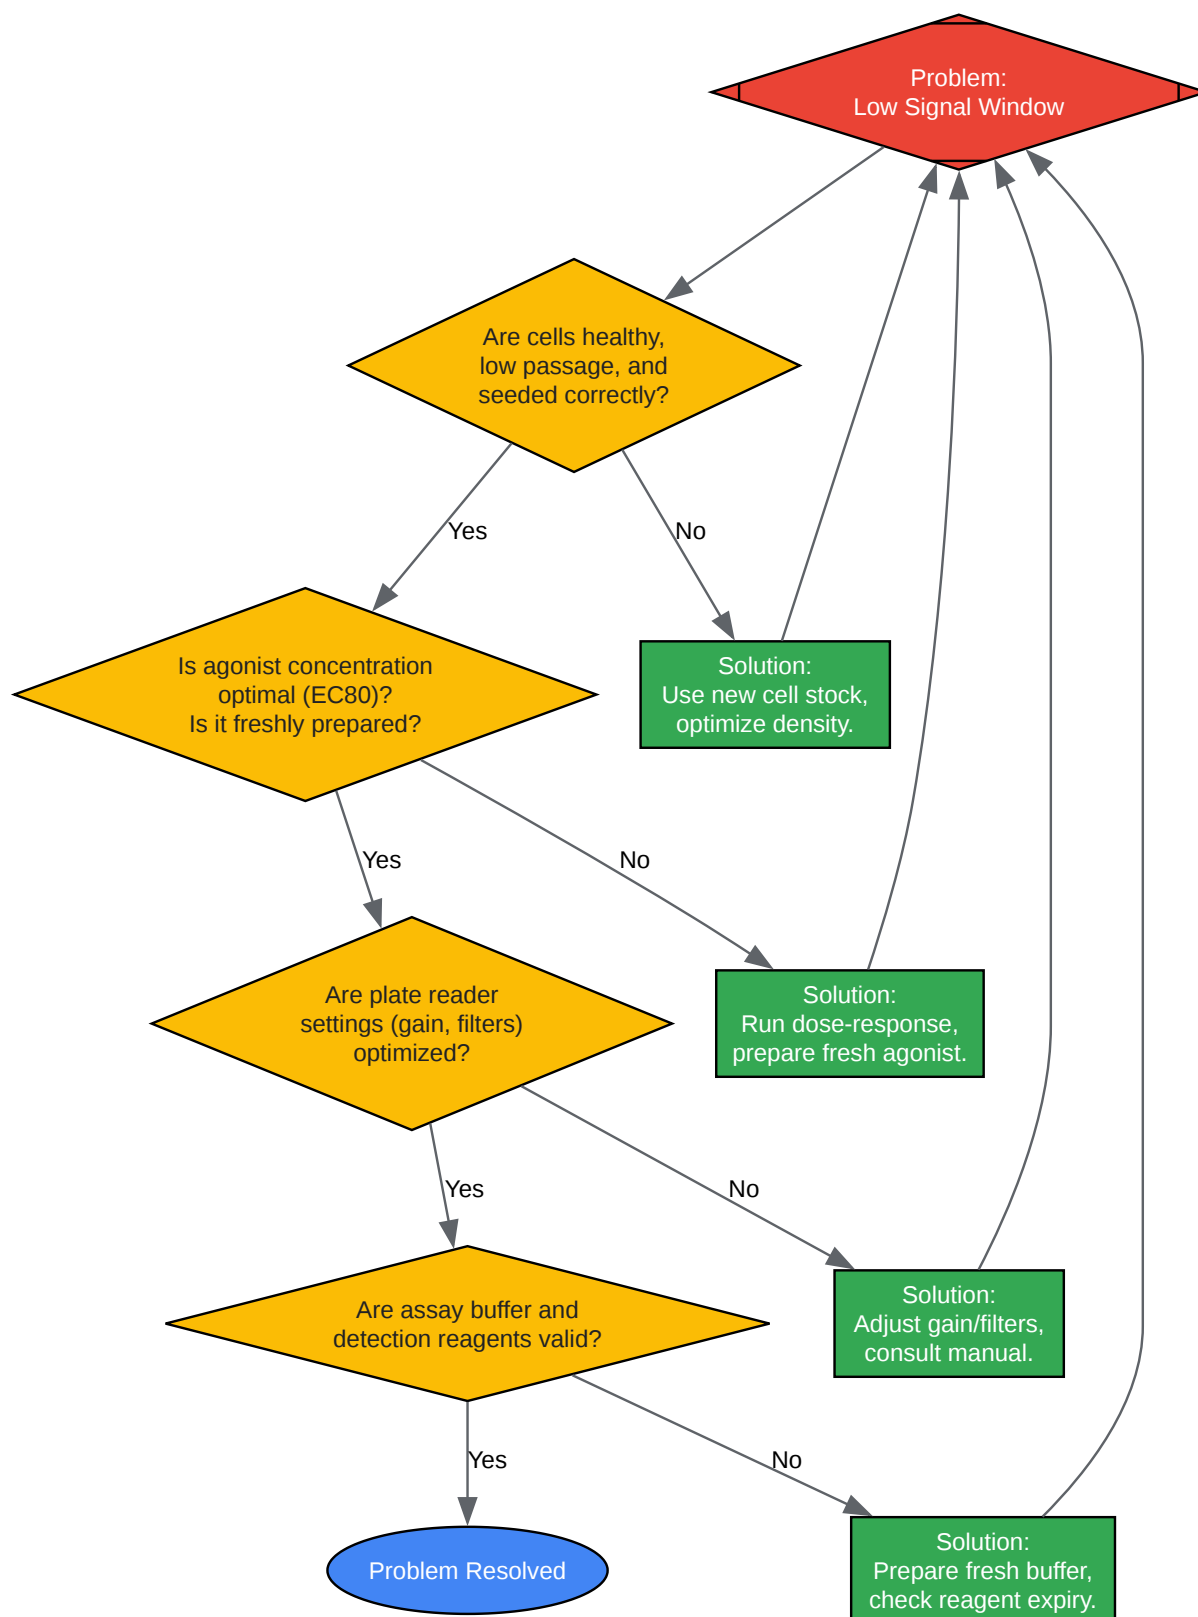 Problem:
Low Signal Window
Are cells healthy,
low passage, and
seeded correctly?
Yes
No
Is agonist concentration
optimal (EC80)?
Is it freshly prepared?
Solution:
Use new cell stock,
optimize density.
Yes
No
Are plate reader
settings (gain, filters)
optimized?
Solution:
Run dose-response,
prepare fresh agonist.
Yes
No
Are assay buffer and
detection reagents valid?
Solution:
Adjust gain/filters,
consult manual.
Yes
No
Problem Resolved
Solution:
Prepare fresh buffer,
check reagent expiry.